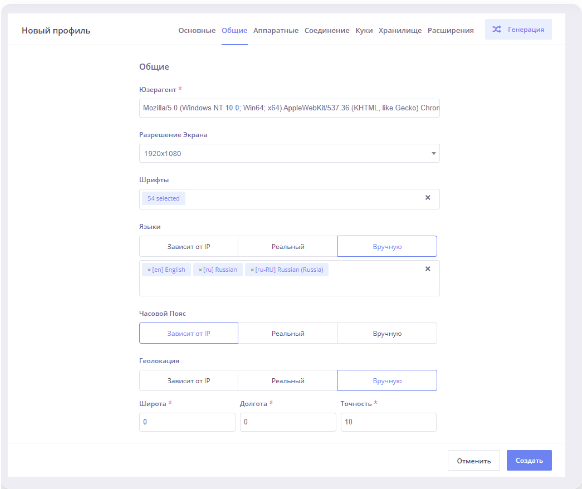 Новый профиль
Основные Общие Аппаратные Соединение Куки Хранилище Расширения Генерация
Общие
Юзерагент *
Mozilla/5.0 (Windows NT 10.0; Win64; x64) AppleWebKit/537.36 (KHTML, like Gecko) Chron
Разрешение Экрана
1920x1080
Шрифты
54 selected ×
Языки
Зависит от IP Реальный Вручную
× [en] English × [ru] Russian × [ru-RU] Russian (Russia) ×
Часовой Пояс
Зависит от IP Реальный Вручную
Геолокация
Зависит от IP Реальный Вручную
Широта * Долгота * Точность *
0 0 10
Отменить Создать